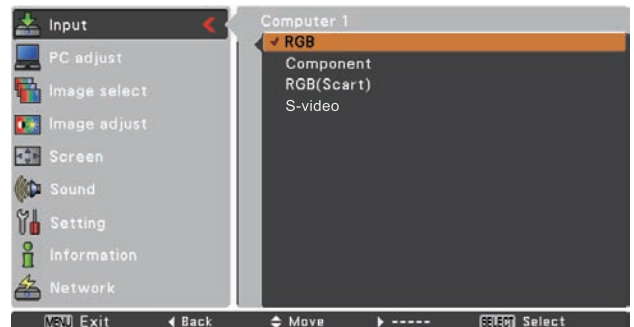 Input
PC adjust
Image select
Image adjust
Screen
Sound
Setting
Information
Network
Computer 1
RGB
Component
RGB(Scart)
S-video
MENU Exit Back Move ----- SELECT Select